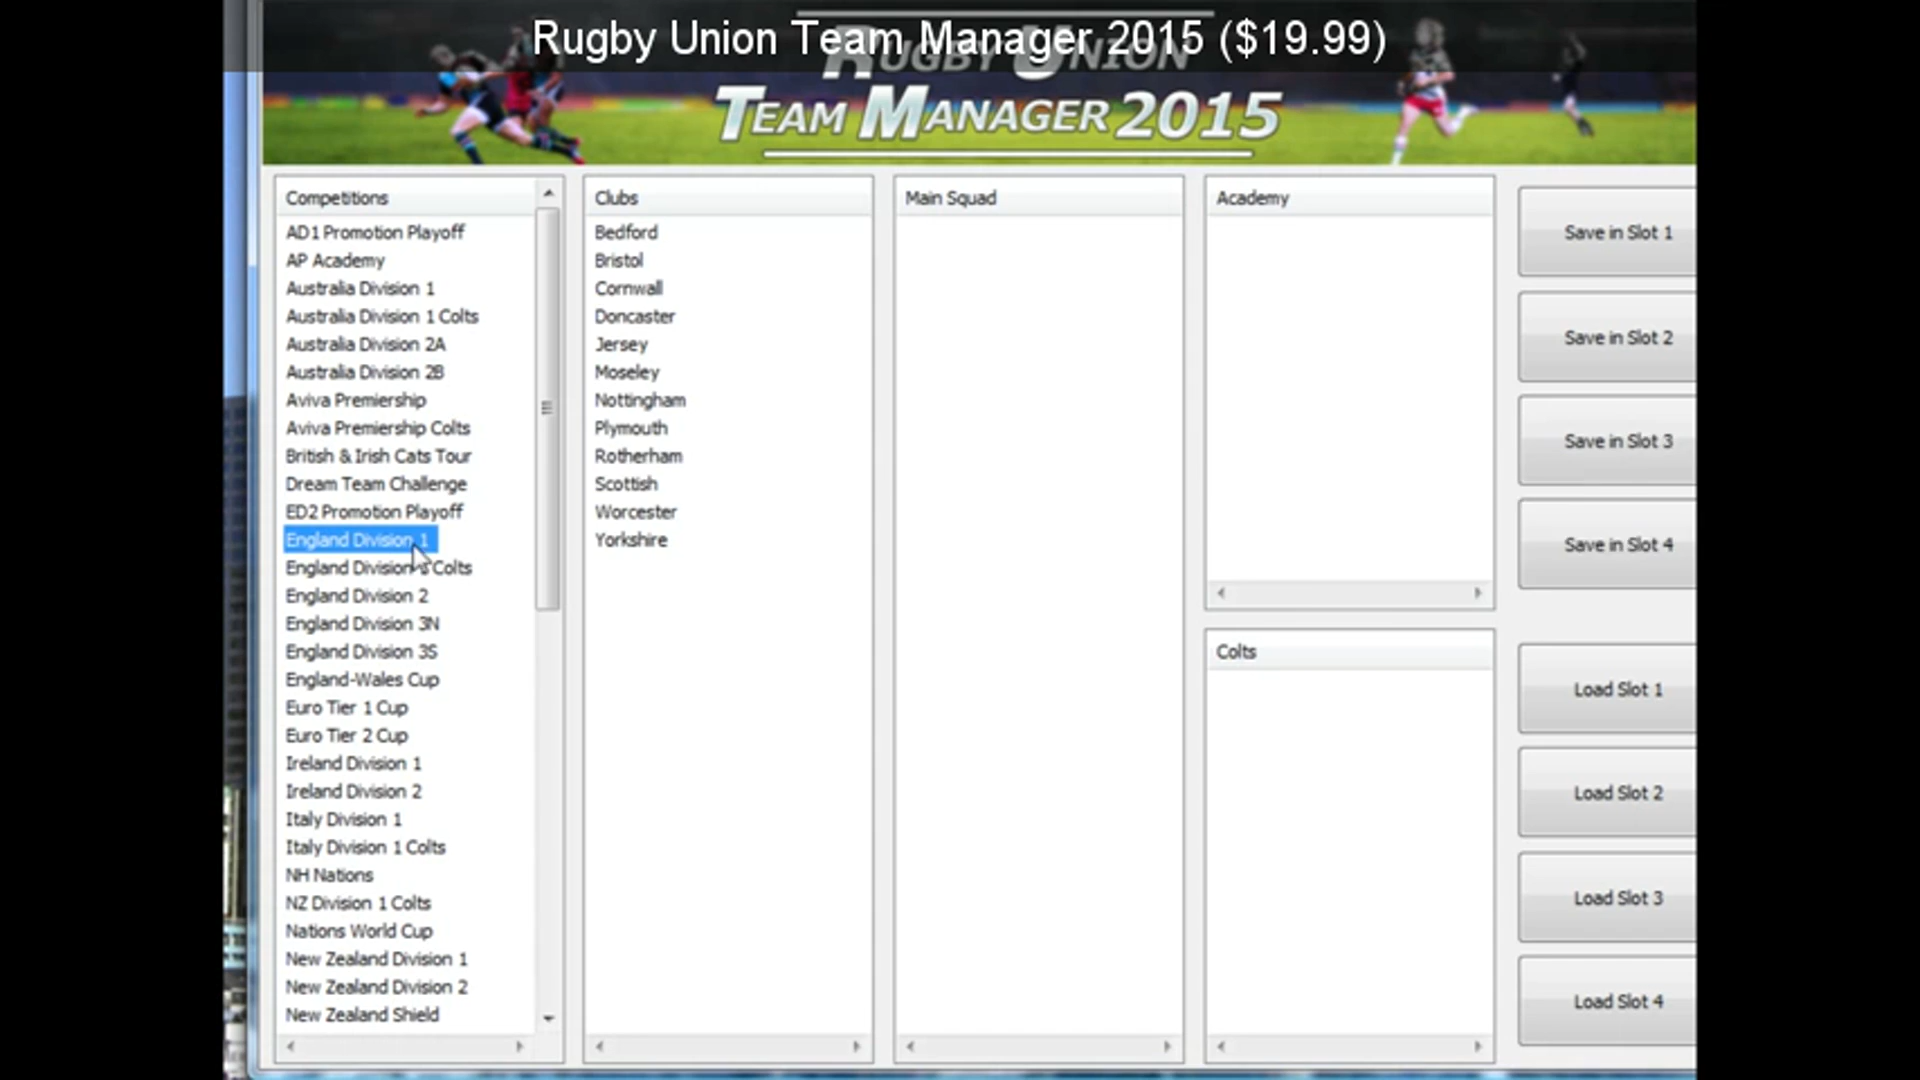 Rugby Union Team Manager 2015 ($19.99)
RUGBY UNION
TEAM MANAGER 2015
Competitions
AD1 Promotion Playoff
AP Academy
Australia Division 1
Australia Division 1 Colts
Australia Division 2A
Australia Division 2B
Aviva Premiership
Aviva Premiership Colts
British & Irish Cats Tour
Dream Team Challenge
ED2 Promotion Playoff
England Division 1
England Division 1 Colts
England Division 2
England Division 3N
England Division 3S
England-Wales Cup
Euro Tier 1 Cup
Euro Tier 2 Cup
Ireland Division 1
Ireland Division 2
Italy Division 1
Italy Division 1 Colts
NH Nations
NZ Division 1 Colts
Nations World Cup
New Zealand Division 1
New Zealand Division 2
New Zealand Shield
Clubs
Bedford
Bristol
Cornwall
Doncaster
Jersey
Moseley
Nottingham
Plymouth
Rotherham
Scottish
Worcester
Yorkshire
Main Squad
Academy
Colts
Save in Slot 1
Save in Slot 2
Save in Slot 3
Save in Slot 4
Load Slot 1
Load Slot 2
Load Slot 3
Load Slot 4